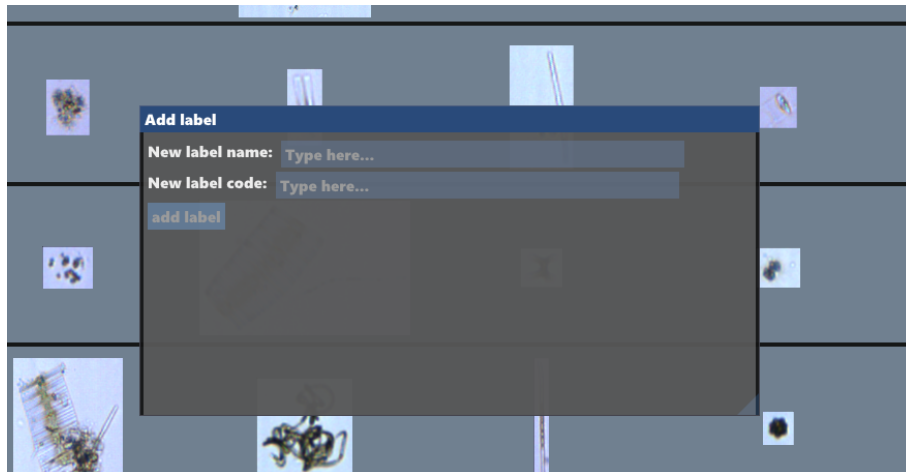 Add label
New label name: Type here...
New label code: Type here...
add label